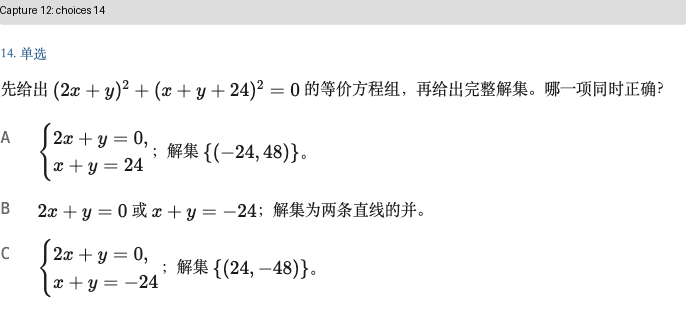 Capture 12: choices 14
14. 单选
先给出 (2x + y)² + (x + y + 24)² = 0 的等价方程组，再给出完整解集。哪一项同时正确？
A { 2x + y = 0, x + y = 24 ；解集 {(−24, 48)}。
B 2x + y = 0 或 x + y = −24；解集为两条直线的并。
C { 2x + y = 0, x + y = −24 ；解集 {(24, −48)}。